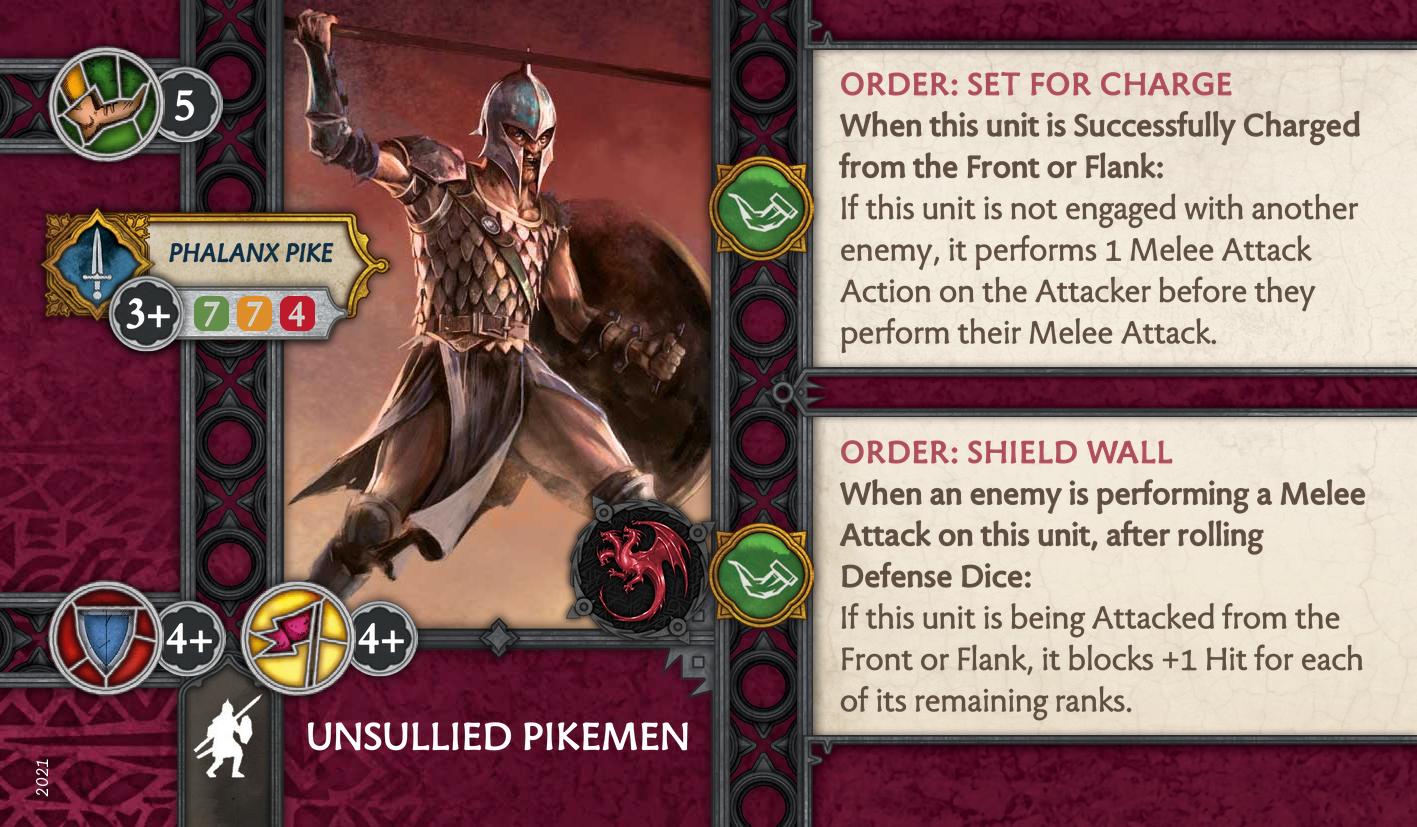 5
PHALANX PIKE
3+ 7 7 4
4+ 4+
UNSULLIED PIKEMEN
2021
ORDER: SET FOR CHARGE
When this unit is Successfully Charged
from the Front or Flank:
If this unit is not engaged with another
enemy, it performs 1 Melee Attack
Action on the Attacker before they
perform their Melee Attack.
ORDER: SHIELD WALL
When an enemy is performing a Melee
Attack on this unit, after rolling
Defense Dice:
If this unit is being Attacked from the
Front or Flank, it blocks +1 Hit for each
of its remaining ranks.